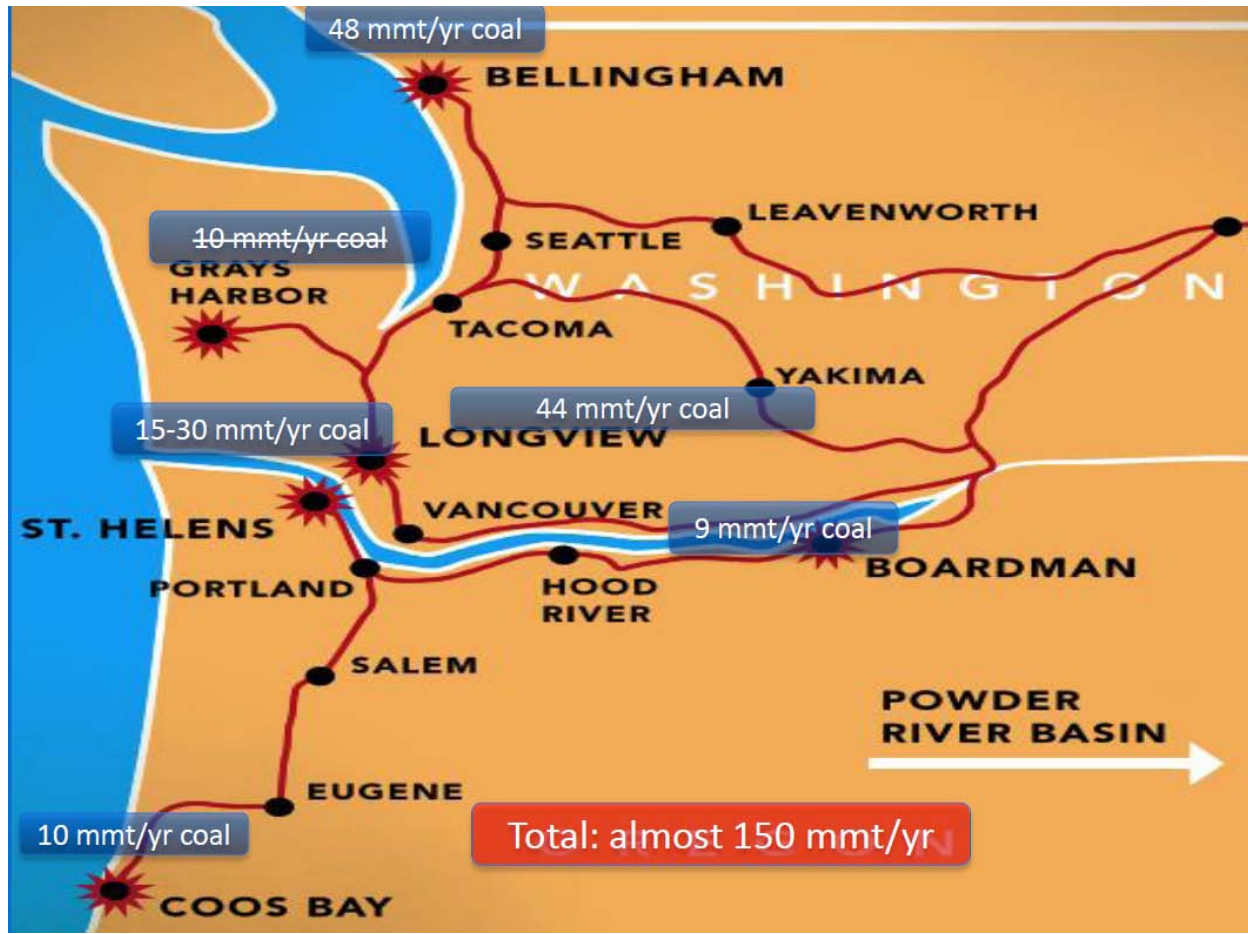 48 mmt/yr coal
BELLINGHAM
LEAVENWORTH
10 mmt/yr coal
SEATTLE
GRAYS
HARBOR
WASHINGTON
TACOMA
YAKIMA
44 mmt/yr coal
15-30 mmt/yr coal
LONGVIEW
ST. HELENS
VANCOUVER
9 mmt/yr coal
BOARDMAN
PORTLAND
HOOD
RIVER
SALEM
POWDER
RIVER BASIN
EUGENE
10 mmt/yr coal
Total: almost 150 mmt/yr
OREGON
COOS BAY